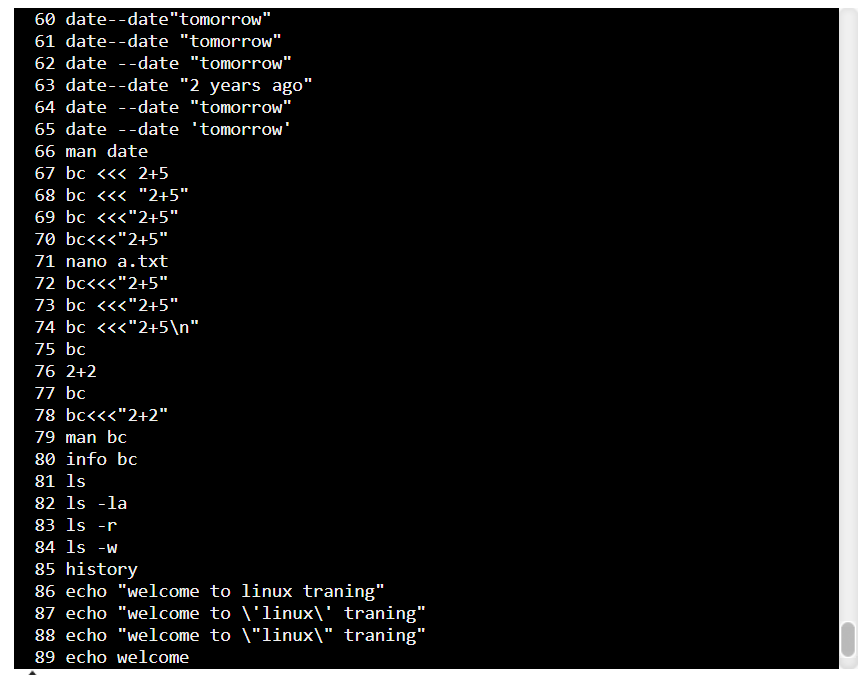 60 date--date"tomorrow"
61 date--date "tomorrow"
62 date --date "tomorrow"
63 date--date "2 years ago"
64 date --date "tomorrow"
65 date --date 'tomorrow'
66 man date
67 bc <<< 2+5
68 bc <<< "2+5"
69 bc <<<"2+5"
70 bc<<<"2+5"
71 nano a.txt
72 bc<<<"2+5"
73 bc <<<"2+5"
74 bc <<<"2+5\n"
75 bc
76 2+2
77 bc
78 bc<<<"2+2"
79 man bc
80 info bc
81 ls
82 ls -la
83 ls -r
84 ls -w
85 history
86 echo "welcome to linux traning"
87 echo "welcome to \'linux\' traning"
88 echo "welcome to \"linux\" traning"
89 echo welcome